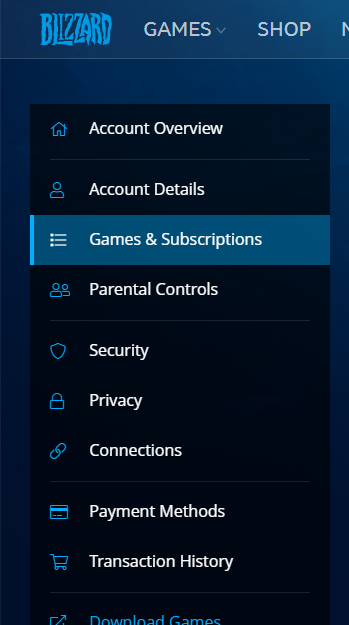 BLIZZARD GAMES SHOP
Account Overview
Account Details
Games & Subscriptions
Parental Controls
Security
Privacy
Connections
Payment Methods
Transaction History
Download Games